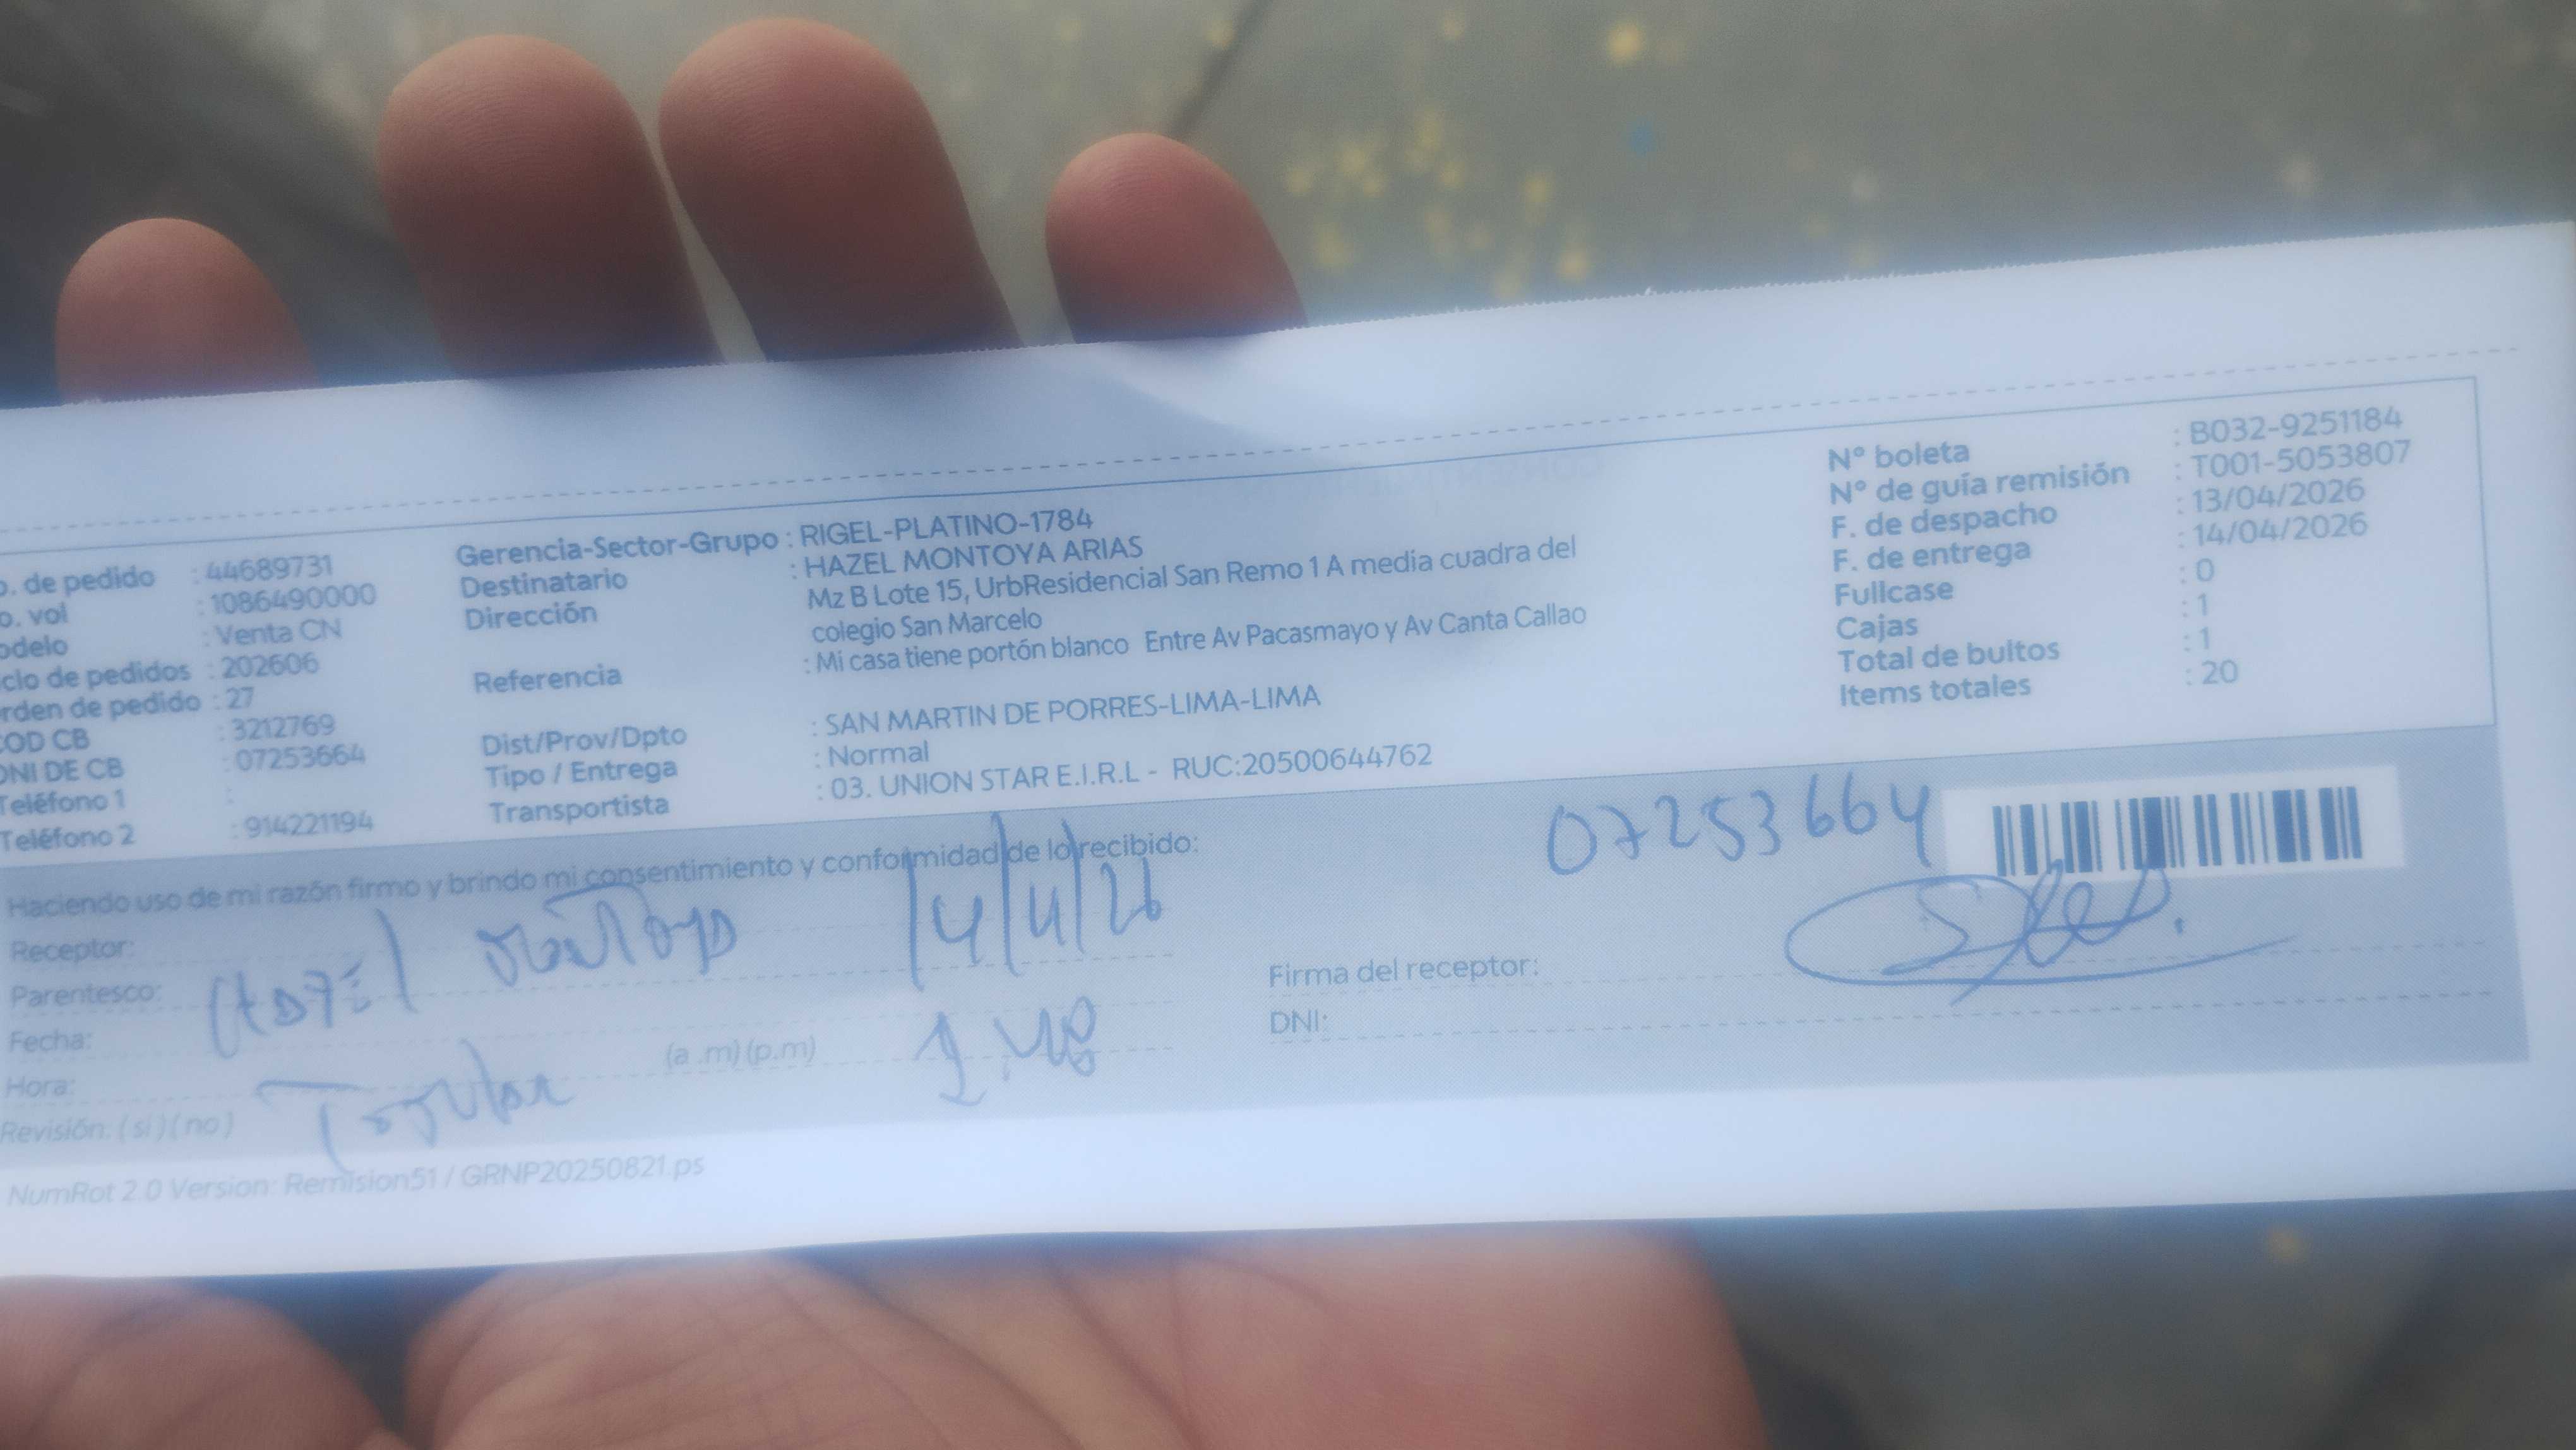 o. de pedido : 44689731
o. vol : 1086490000
odelo : Venta CN
clo de pedidos : 202606
rden de pedido : 27
COD CB : 3212769
DNI DE CB : 07253664
Teléfono 1 :
Teléfono 2 : 914221194
Gerencia-Sector-Grupo : RIGEL-PLATINO-1784
Destinatario : HAZEL MONTOYA ARIAS
Dirección Mz B Lote 15, UrbResidencial San Remo 1 A media cuadra del
colegio San Marcelo
Referencia : Mi casa tiene portón blanco Entre Av Pacasmayo y Av Canta Callao
Dist/Prov/Dpto : SAN MARTIN DE PORRES-LIMA-LIMA
Tipo / Entrega : Normal
Transportista : 03. UNION STAR E.I.R.L - RUC:20500644762
N° boleta : B032-9251184
N° de guía remisión : T001-5053807
F. de despacho : 13/04/2026
F. de entrega : 14/04/2026
Fullcase : 0
Cajas : 1
Total de bultos : 1
Items totales : 20
Haciendo uso de mi razón firmo y brindo mi consentimiento y conformidad de lo recibido:
Receptor:
Parentesco:
Hazel Montoya 14/4/26
Fecha:
Hora: (a .m) (p.m)
Revisión: ( si ) ( no )
Titular
07253664
Firma del receptor:
DNI:
NumRot 2.0 Version: Remision51 / GRNP20250821.ps